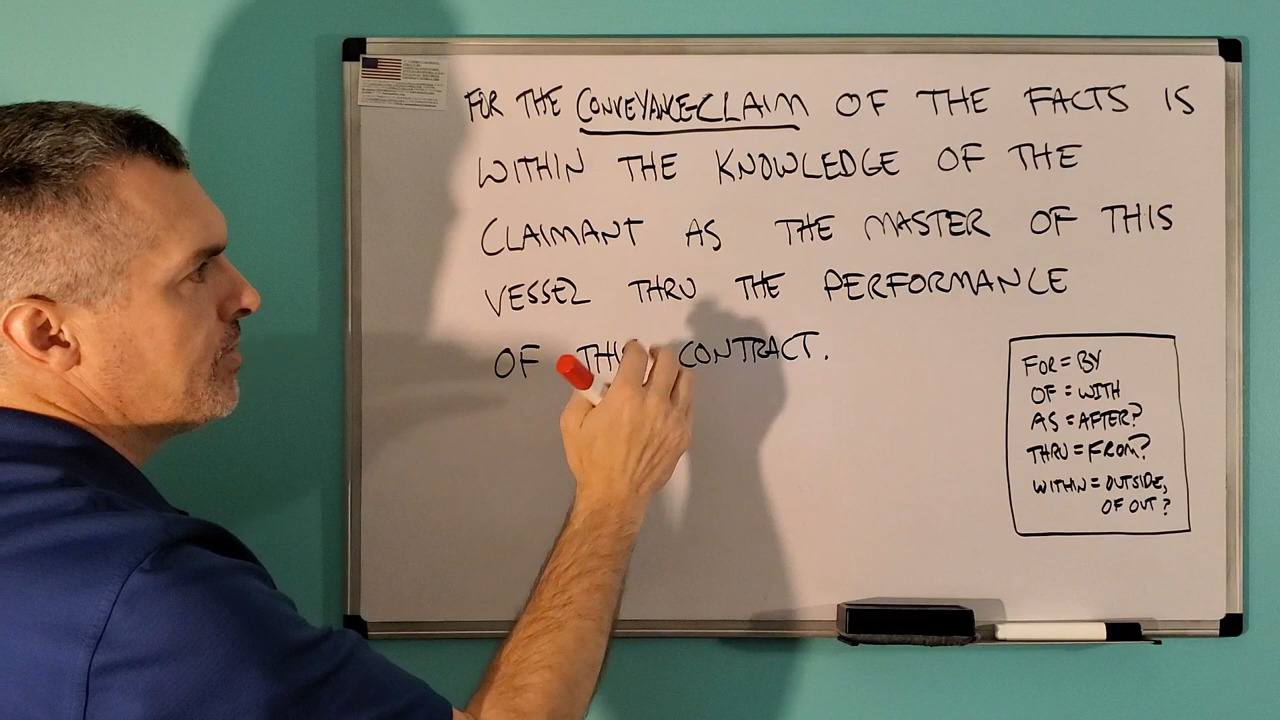 FOR THE CONVEYANCE-CLAIM OF THE FACTS IS
WITHIN THE KNOWLEDGE OF THE
CLAIMANT AS THE MASTER OF THIS
VESSEL THRU THE PERFORMANCE
OF CONTRACT.
FOR = BY
OF = WITH
AS = AFTER?
THRU = FROM?
WITHIN = OUTSIDE,
OF OUT?